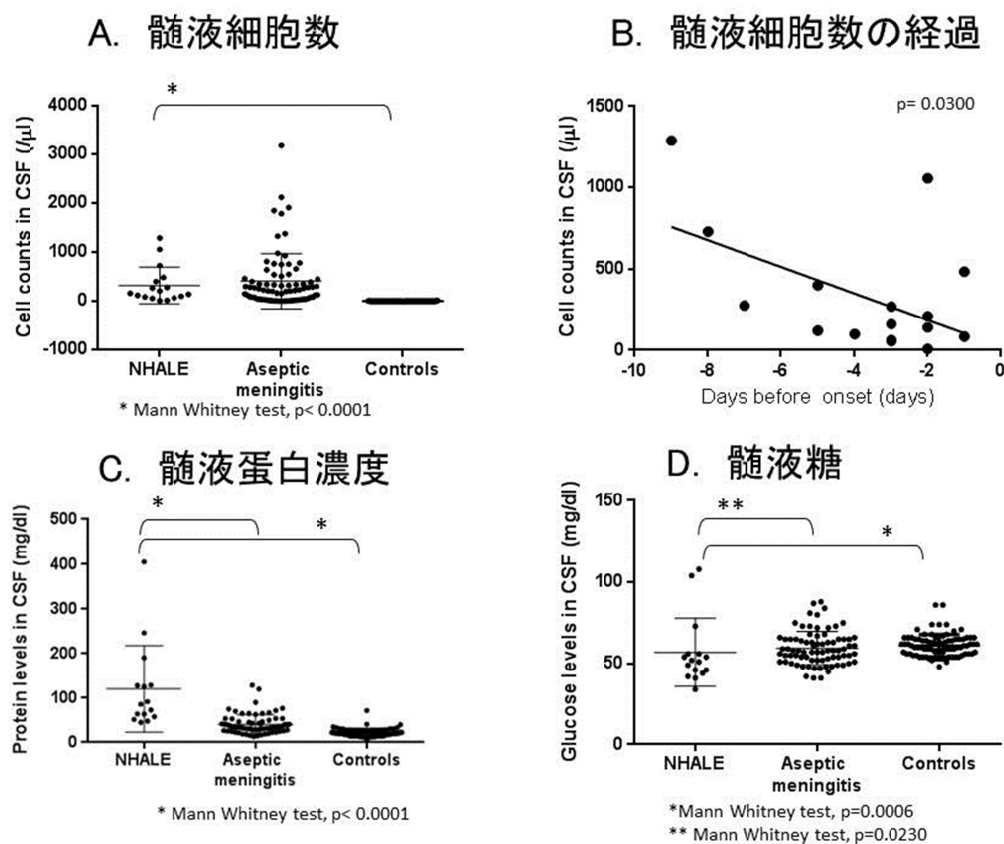 A. 髄液細胞数
*
Cell counts in CSF (/μl)
4000
3000
2000
1000
0
-1000
NHALE
Aseptic
meningitis
Controls
* Mann Whitney test, p< 0.0001
B. 髄液細胞数の経過
p= 0.0300
Cell counts in CSF (/μl)
1500
1000
500
0
-10
-8
-6
-4
-2
0
Days before onset (days)
C. 髄液蛋白濃度
*
*
Protein levels in CSF (mg/dl)
500
400
300
200
100
0
NHALE
Aseptic
meningitis
Controls
* Mann Whitney test, p< 0.0001
D. 髄液糖
**
*
Glucose levels in CSF (mg/dl)
150
100
50
0
NHALE
Aseptic
meningitis
Controls
*Mann Whitney test, p=0.0006
** Mann Whitney test, p=0.0230